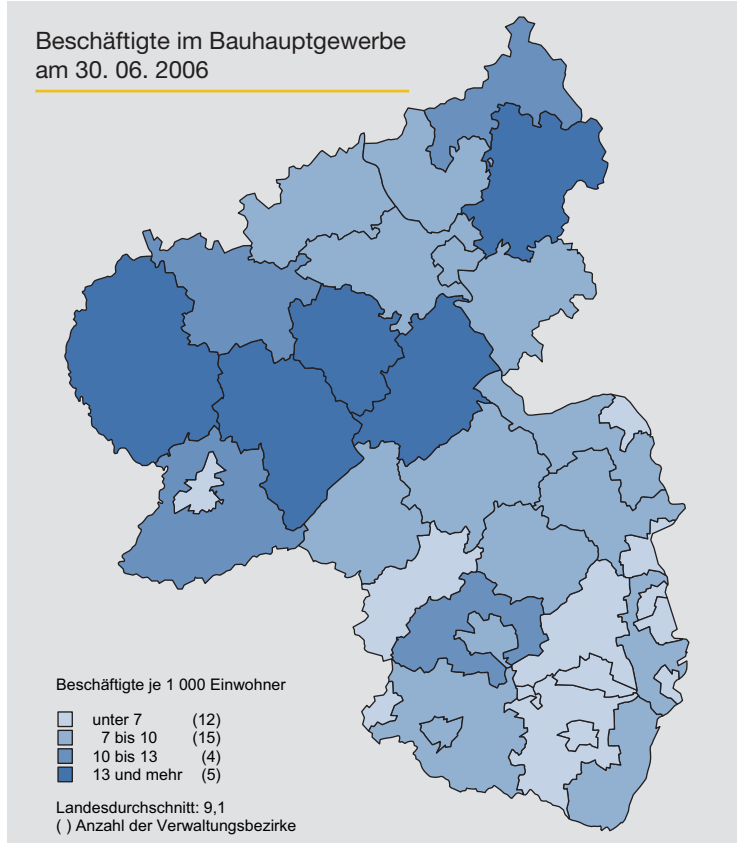 Beschäftigte im Bauhauptgewerbe
am 30. 06. 2006
Beschäftigte je 1 000 Einwohner
unter 7 (12)
7 bis 10 (15)
10 bis 13 (4)
13 und mehr (5)
Landesdurchschnitt: 9,1
( ) Anzahl der Verwaltungsbezirke